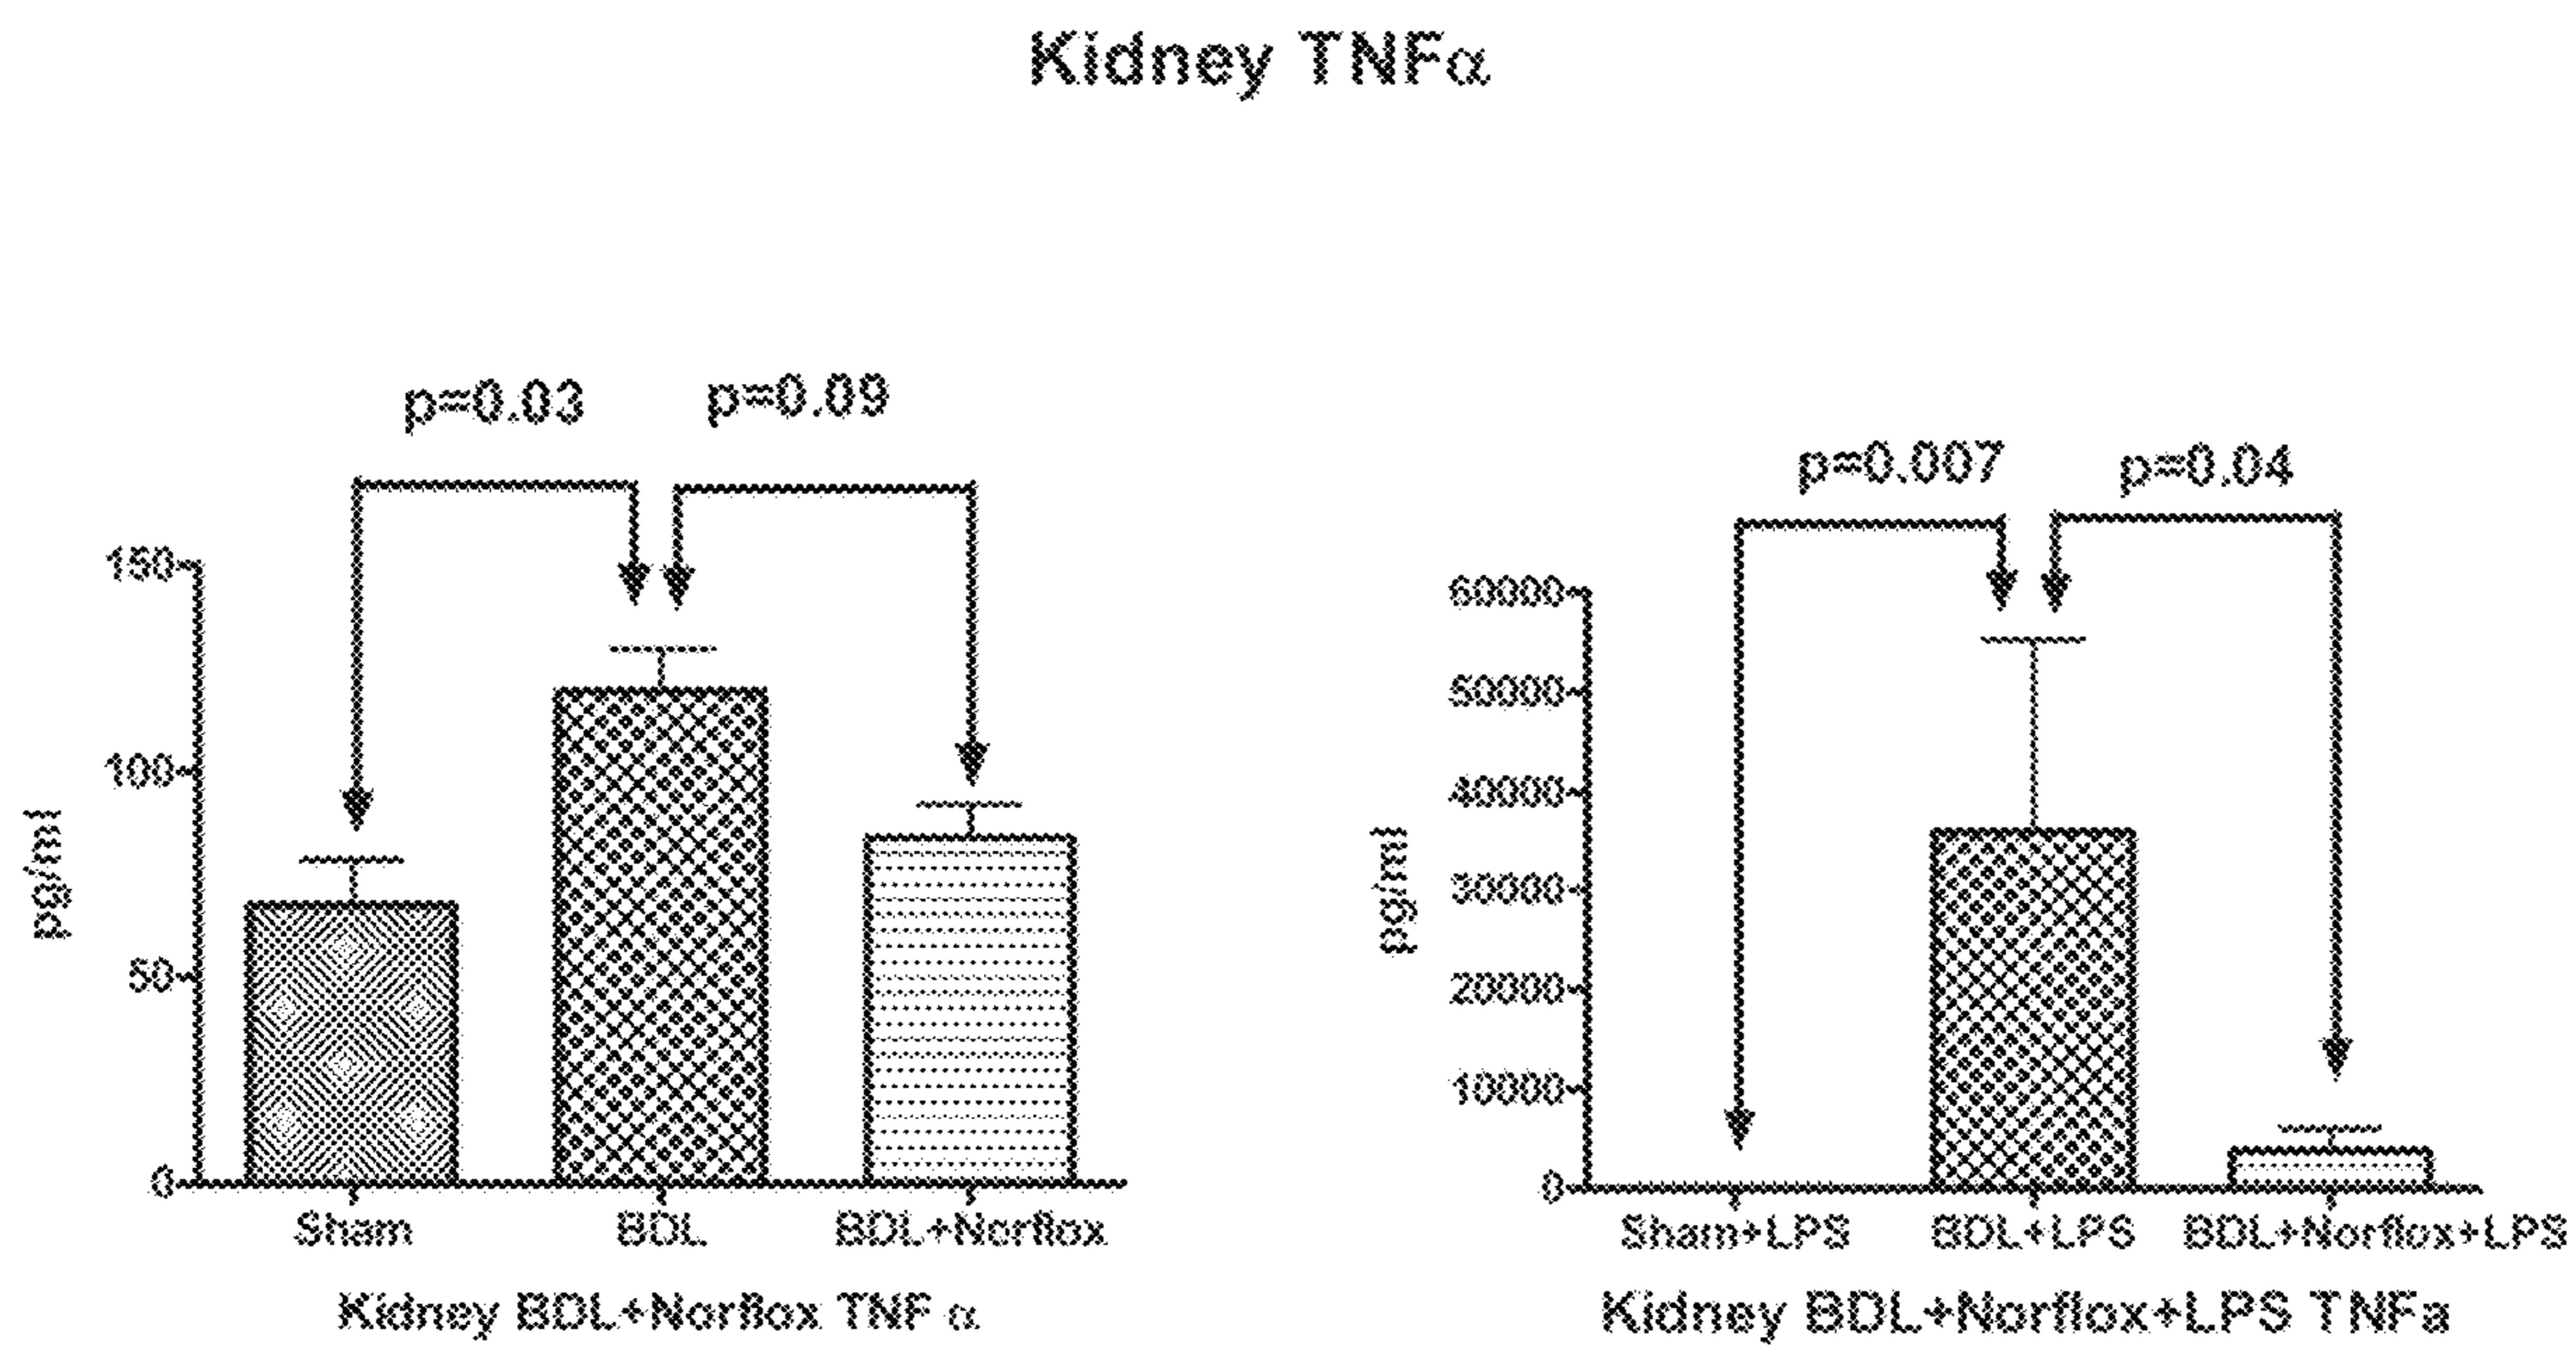 Kidney TNFα
p=0.03 p=0.09
150
100
50
0
pg/ml
Sham BDL BDL+Norflox
Kidney BDL+Norflox TNF α
p=0.007 p=0.04
60000
50000
40000
30000
20000
10000
0
pg/ml
Sham+LPS BDL+LPS BDL+Norflox+LPS
Kidney BDL+Norflox+LPS TNFa